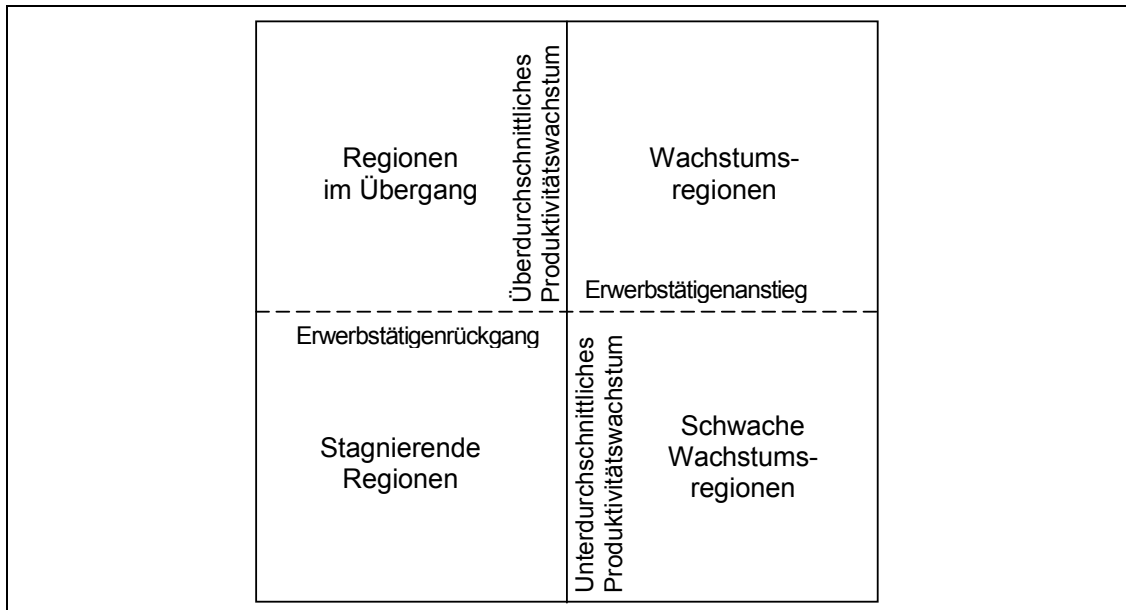 Regionen
im Übergang
Überdurchschnittliches
Produktivitätswachstum
Wachstums-
regionen
Erwerbstätigenanstieg
Erwerbstätigenrückgang
Stagnierende
Regionen
Unterdurchschnittliches
Produktivitätswachstum
Schwache
Wachstums-
regionen